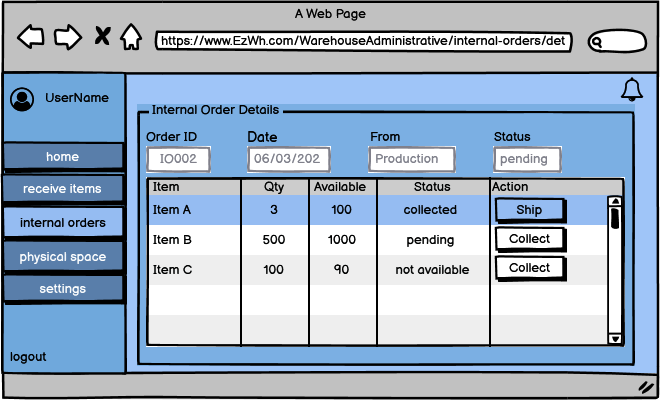 A Web Page
https://www.EzWh.com/WarehouseAdministrative/internal-orders/det
UserName
home
receive items
internal orders
physical space
settings
logout
Internal Order Details
Order ID Date From Status
IO002 06/03/202 Production pending
Item Qty Available Status Action
Item A 3 100 collected Ship
Item B 500 1000 pending Collect
Item C 100 90 not available Collect